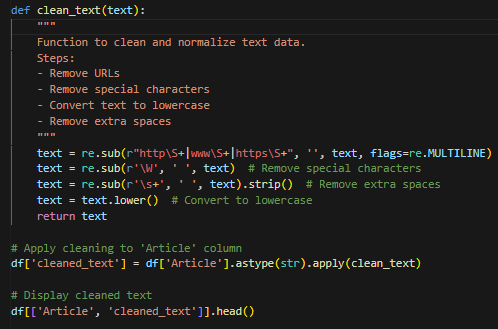 def clean_text(text):
    """
    Function to clean and normalize text data.
    Steps:
    - Remove URLs
    - Remove special characters
    - Convert text to lowercase
    - Remove extra spaces
    """
    text = re.sub(r"http\S+|www\S+|https\S+", '', text, flags=re.MULTILINE)
    text = re.sub(r'\W', ' ', text)  # Remove special characters
    text = re.sub(r'\s+', ' ', text).strip()  # Remove extra spaces
    text = text.lower()  # Convert to lowercase
    return text

# Apply cleaning to 'Article' column
df['cleaned_text'] = df['Article'].astype(str).apply(clean_text)

# Display cleaned text
df[['Article', 'cleaned_text']].head()